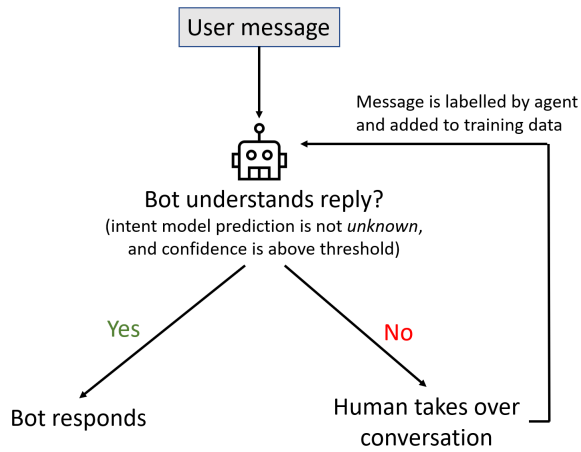 User message
Message is labelled by agent
and added to training data
Bot understands reply?
(intent model prediction is not unknown,
and confidence is above threshold)
Yes
No
Bot responds
Human takes over
conversation